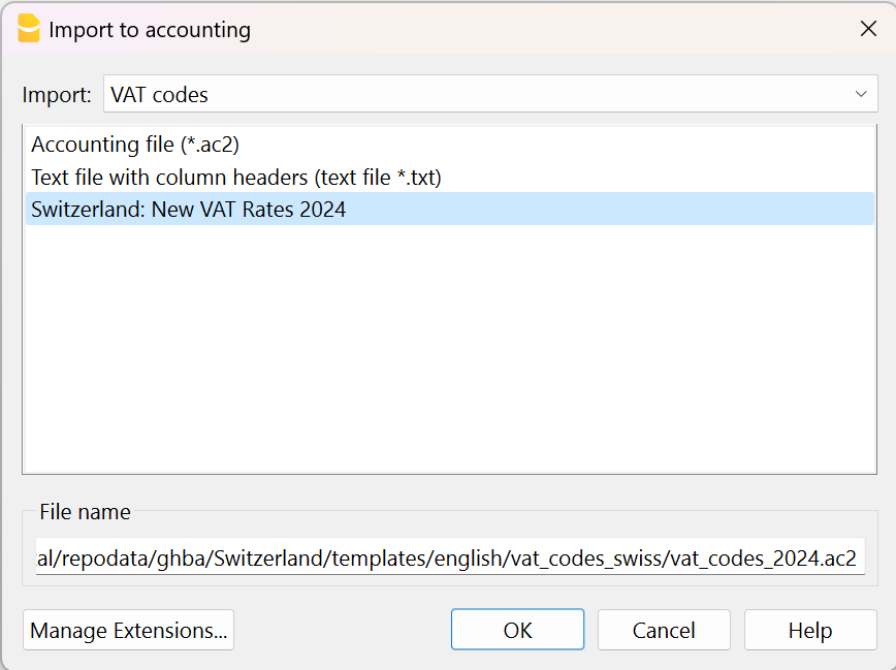 Import to accounting
Import: VAT codes
Accounting file (*.ac2)
Text file with column headers (text file *.txt)
Switzerland: New VAT Rates 2024
File name
al/repodata/ghba/Switzerland/templates/english/vat_codes_swiss/vat_codes_2024.ac2
Manage Extensions... OK Cancel Help